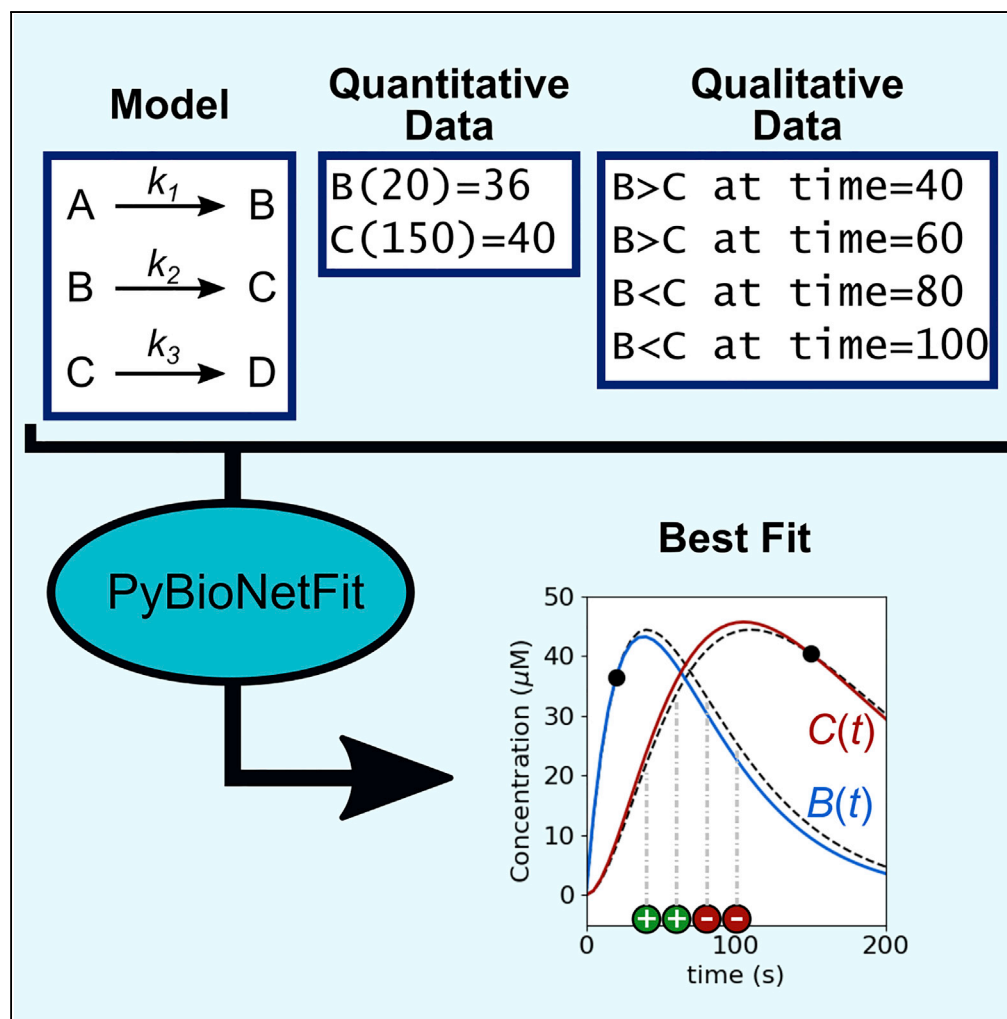 Model
A k₁ B
B k₂ C
C k₃ D
Quantitative
Data
B(20)=36
C(150)=40
Qualitative
Data
B>C at time=40
B>C at time=60
B<C at time=80
B<C at time=100
PyBioNetFit
Best Fit
Concentration (μM)
50
40
30
20
10
0
C(t)
B(t)
+ + - -
0 100 200
time (s)